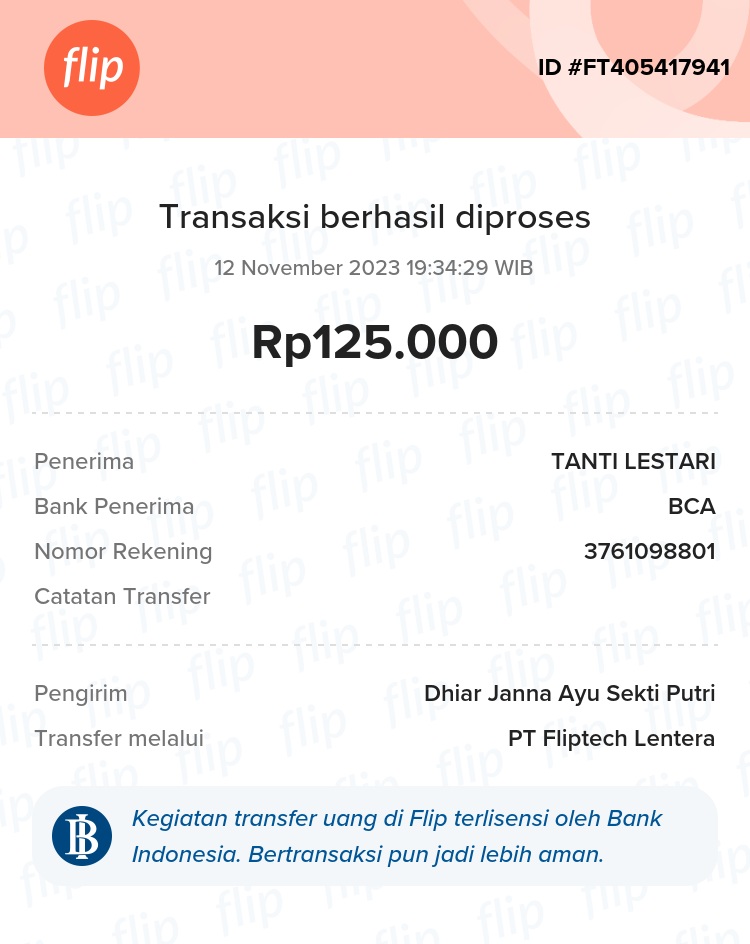 flip
ID #FT405417941
Transaksi berhasil diproses
12 November 2023 19:34:29 WIB
Rp125.000
Penerima TANTI LESTARI
Bank Penerima BCA
Nomor Rekening 3761098801
Catatan Transfer
Pengirim Dhiar Janna Ayu Sekti Putri
Transfer melalui PT Fliptech Lentera
Kegiatan transfer uang di Flip terlisensi oleh Bank
Indonesia. Bertransaksi pun jadi lebih aman.